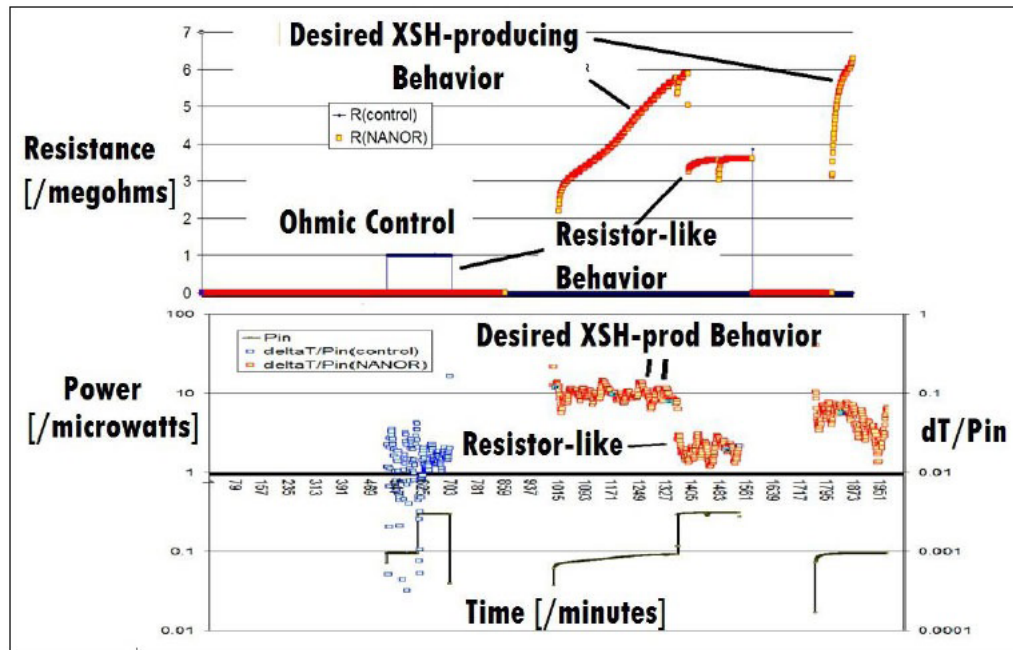 7
6
5
4
3
2
1
0
Desired XSH-producing
Behavior
R(control)
R(NANOR)
Resistance
[/megohms]
Ohmic Control
Resistor-like
Behavior
100
10
1
0.1
0.01
Pin
deltaT/Pin(control)
deltaT/Pin(NANOR)
Desired XSH-prod Behavior
Power
[/microwatts]
Resistor-like
dT/Pin
1
0.1
0.01
0.001
0.0001
1 79 157 235 313 391 469 625 703 781 859 937 1015 1093 1171 1249 1327 1405 1483 1561 1639 1717 1795 1873 1951
Time [/minutes]